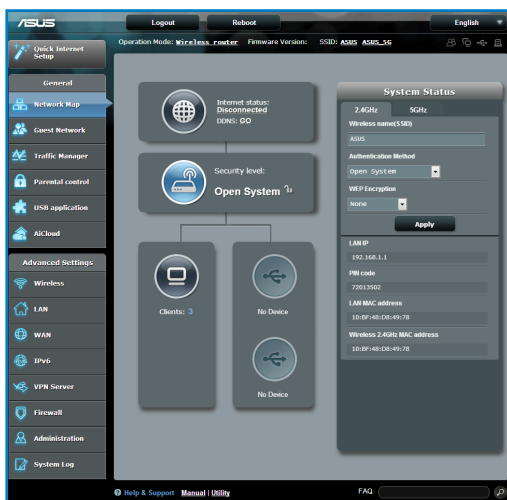 ASUS
Logout
Reboot
English
Quick Internet
Setup
Operation Mode: Wireless router Firmware Version: SSID: ASUS ASUS_5G
General
Network Map
Guest Network
Traffic Manager
Parental control
USB application
AiCloud
Advanced Settings
Wireless
LAN
WAN
IPv6
VPN Server
Firewall
Administration
System Log
Internet status:
Disconnected
DDNS: GO
Security level:
Open System
Clients: 3
No Device
No Device
System Status
2.4GHz
5GHz
Wireless name(SSID)
ASUS
Authentication Method
Open System
WEP Encryption
None
Apply
LAN IP
192.168.1.1
PIN code
72013502
LAN MAC address
10:BF:48:D8:49:78
Wireless 2.4GHz MAC address
10:BF:48:D8:49:78
Help & Support Manual | Utility
FAQ